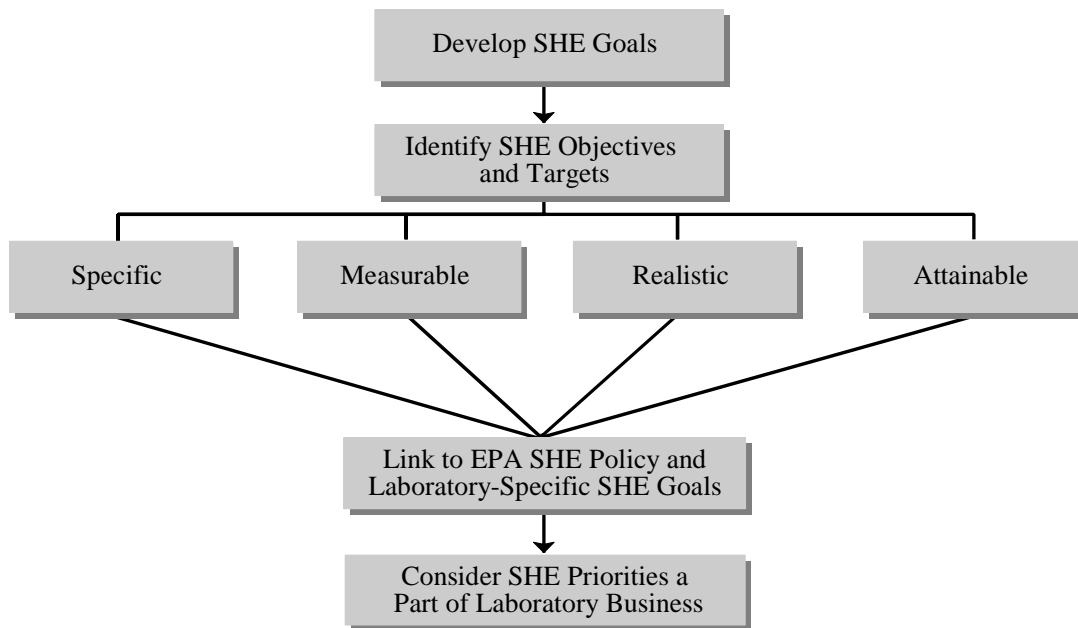 Develop SHE Goals
Identify SHE Objectives
and Targets
Specific
Measurable
Realistic
Attainable
Link to EPA SHE Policy and
Laboratory-Specific SHE Goals
Consider SHE Priorities a
Part of Laboratory Business